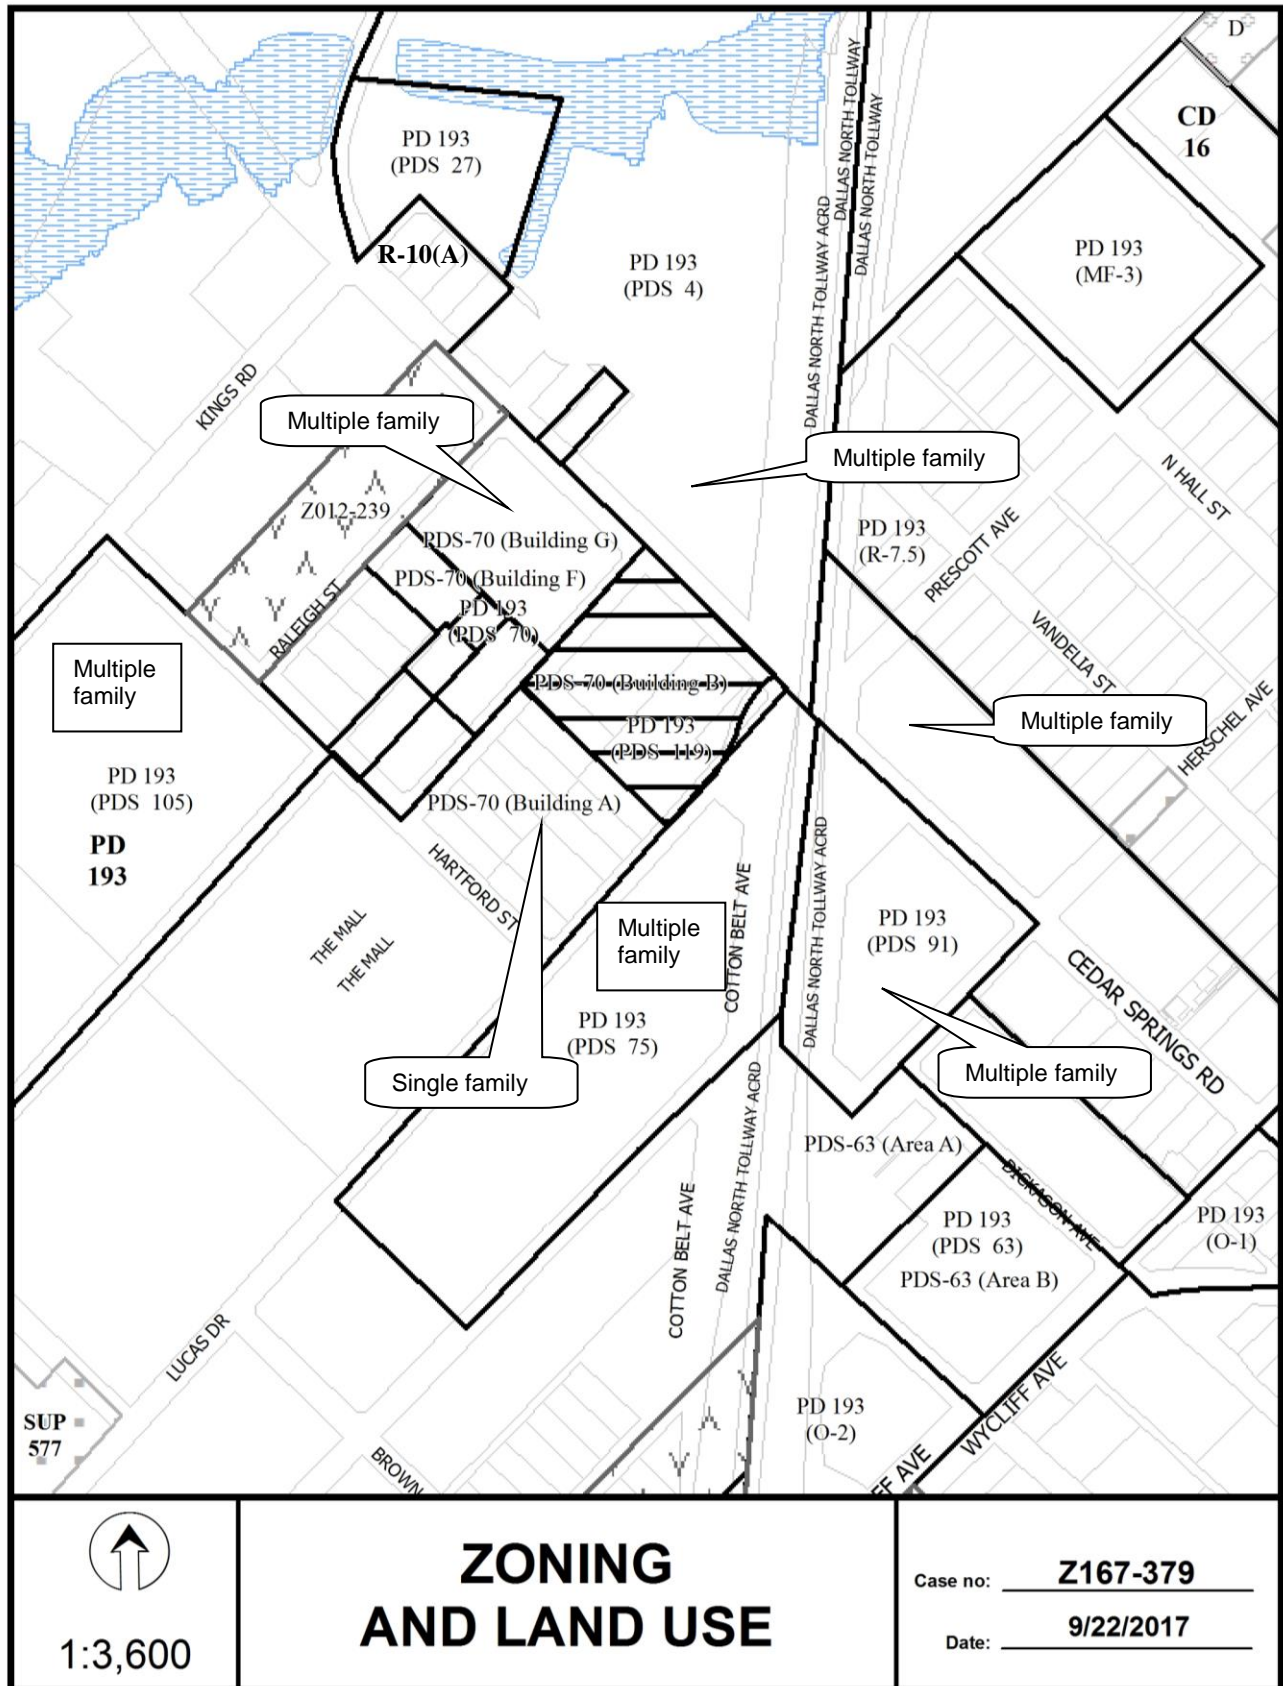 D
CD
16
PD 193
(PDS 27)
R-10(A)
PD 193
(PDS 4)
PD 193
(MF-3)
DALLAS NORTH TOLLWAY
DALLAS NORTH TOLLWAY
DALLAS NORTH TOLLWAY ACRD
KINGS RD
Multiple family
Multiple family
Z012-239
N HALL ST
PD 193
(R-7.5)
PRESCOTT AVE
PDS-70 (Building G)
PDS-70 (Building F)
PD 193
(PDS 70)
RALEIGH ST
VANDELIA ST
Multiple
family
PDS-70 (Building B)
PD 193
(PDS 119)
Multiple family
HERSCHEL AVE
PD 193
(PDS 105)
PD
193
PDS-70 (Building A)
HARTFORD ST
DALLAS NORTH TOLLWAY ACRD
COTTON BELT AVE
THE MALL
THE MALL
Multiple
family
PD 193
(PDS 91)
CEDAR SPRINGS RD
PD 193
(PDS 75)
Single family
Multiple family
DALLAS NORTH TOLLWAY ACRD
PDS-63 (Area A)
DICKASON AVE
COTTON BELT AVE
PD 193
(PDS 63)
PDS-63 (Area B)
PD 193
(O-1)
LUCAS DR
WYCLIFF AVE
PD 193
(O-2)
SUP
577
BROWN
FF AVE
1:3,600
ZONING
AND LAND USE
Case no: Z167-379
Date: 9/22/2017